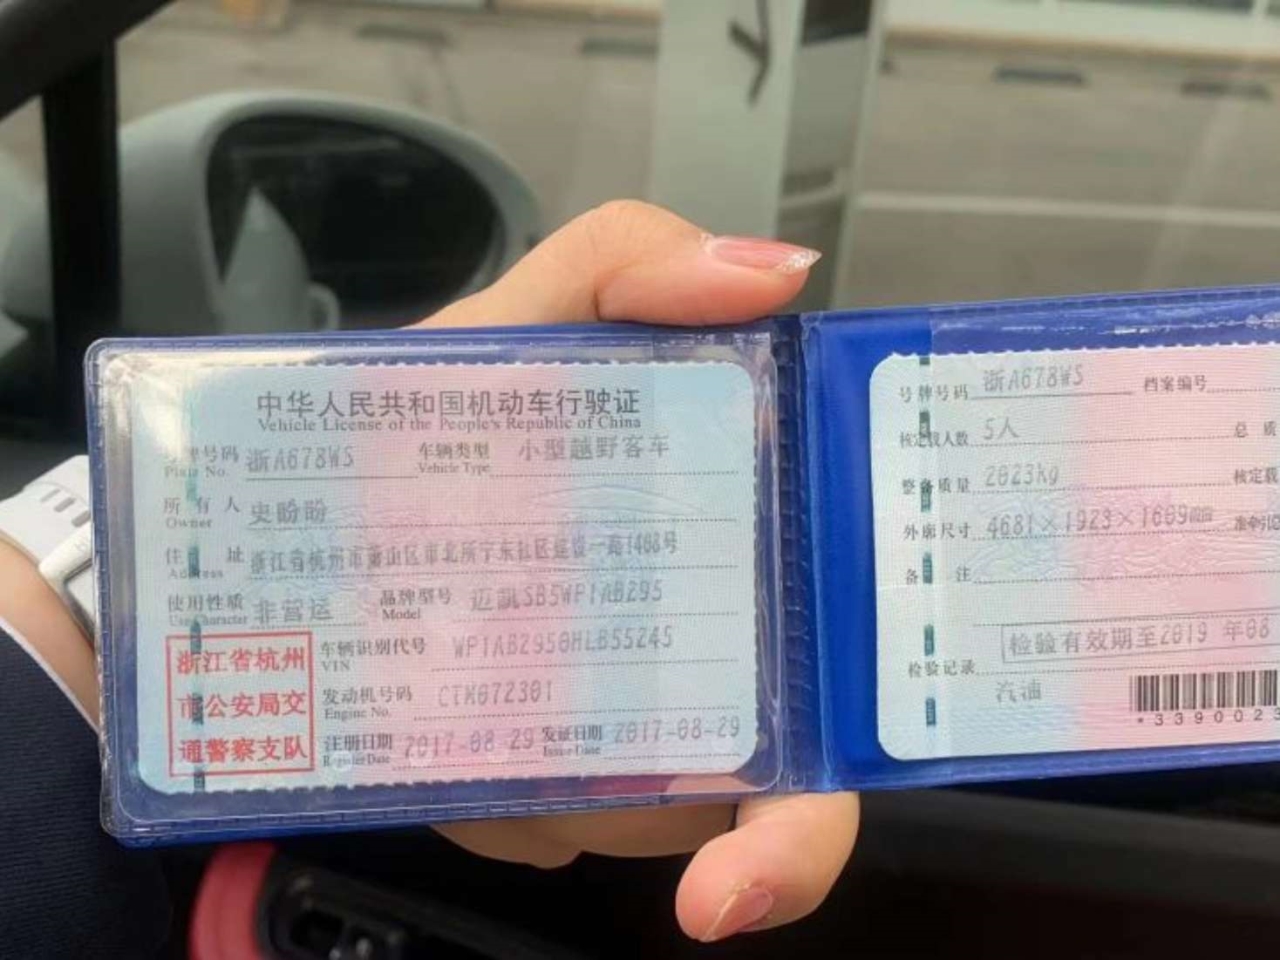 中华人民共和国机动车行驶证
Vehicle License of the People's Republic of China
号牌号码 浙A678WS 车辆类型 小型越野客车
Plate No. Vehicle Type
所有人 史盼盼
Owner
住址 浙江省杭州市萧山区市北所宁东社区建设一路1468号
Address
使用性质 非营运 品牌型号 迈凯SB5WP1AB295
Use Character Model
车辆识别代号 WP1AB2950HLB55245
VIN
发动机号码 CTM072301
Engine No.
注册日期 2017-08-29 发证日期 2017-08-29
Register Date Issue Date
浙江省杭州
市公安局交
通警察支队
号牌号码 浙A678WS 档案编号
核定载人数 5人 总质
整备质量 2023kg 核定载
外廓尺寸 4681×1923×1609mm
备注
检验有效期至2019年08
检验记录
汽油
*3390023